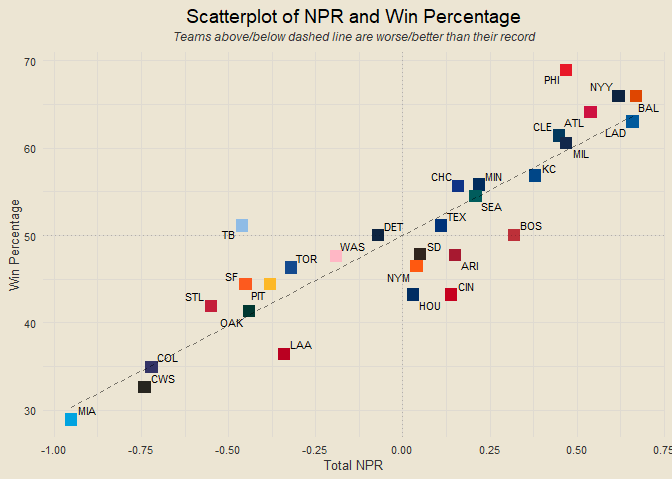 Scatterplot of NPR and Win Percentage
Teams above/below dashed line are worse/better than their record
70
PHI
NYY
BAL
ATL
CLE
LAD
60
MIL
KC
CHC
MIN
SEA
TEX
BOS
TB
DET
50
WAS
SD
TOR
ARI
NYM
SF
PIT
CIN
STL
HOU
OAK
40
LAA
COL
CWS
MIA
30
Win Percentage
-1.00
-0.75
-0.50
-0.25
0.00
0.25
0.50
0.75
Total NPR